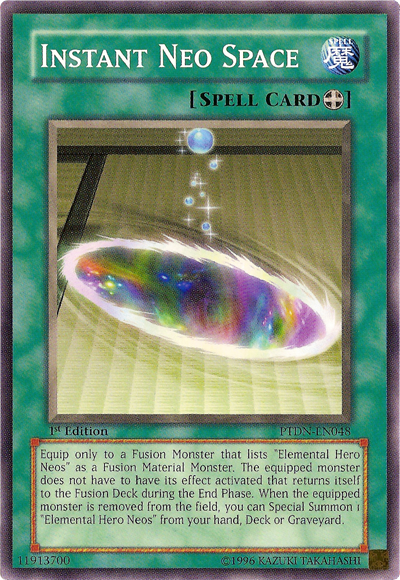 INSTANT NEO SPACE
SPELL
魔
[SPELL CARD]
1st Edition
PTDN-EN048
Equip only to a Fusion Monster that lists "Elemental Hero
Neos" as a Fusion Material Monster. The equipped monster
does not have to have its effect activated that returns itself
to the Fusion Deck during the End Phase. When the equipped
monster is removed from the field, you can Special Summon 1
"Elemental Hero Neos" from your hand, Deck or Graveyard.
11913700
©1996 KAZUKI TAKAHASHI